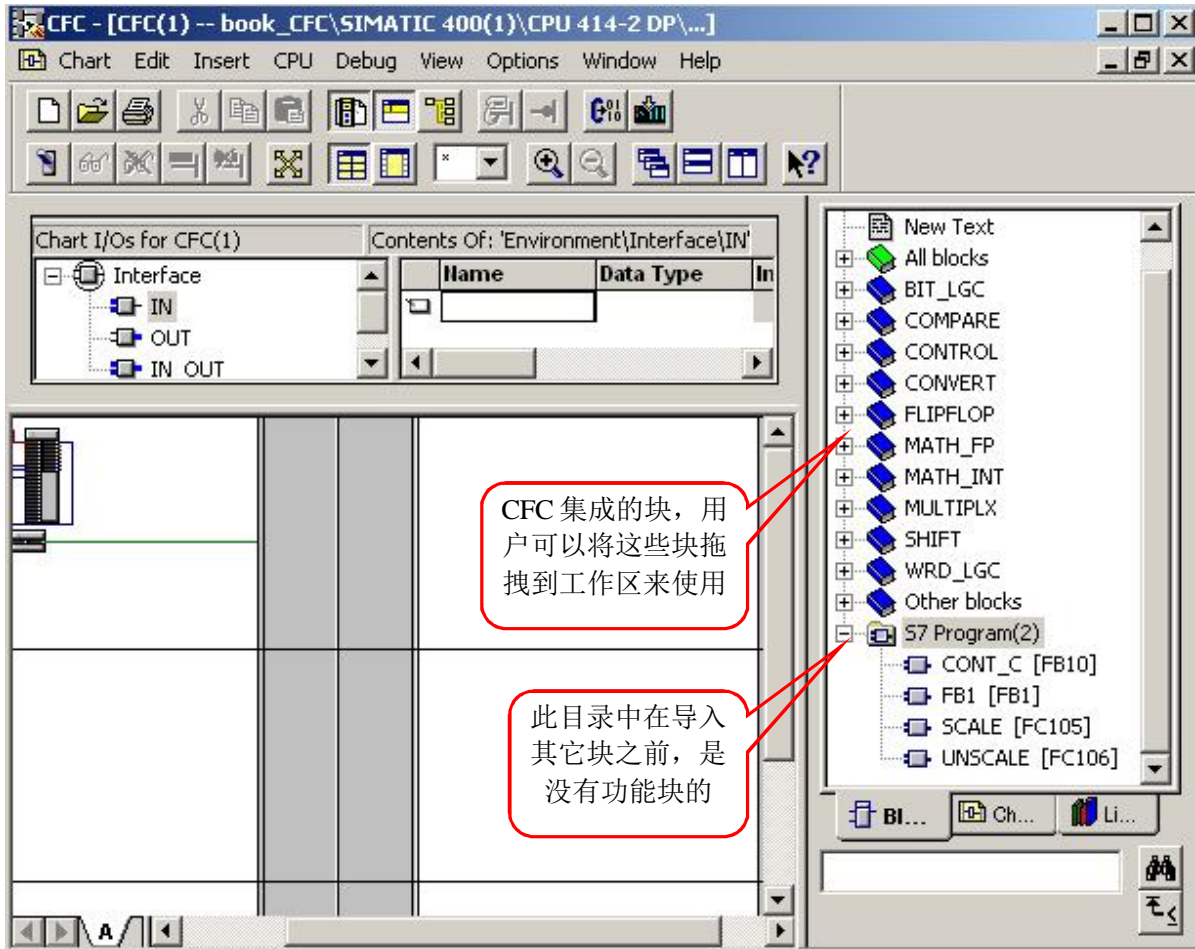 CFC - [CFC(1) -- book_CFC\SIMATIC 400(1)\CPU 414-2 DP\...]
Chart Edit Insert CPU Debug View Options Window Help
Chart I/Os for CFC(1)
Contents Of: 'Environment\Interface\IN'
Interface
IN
OUT
IN OUT
Name Data Type In
New Text
All blocks
BIT_LGC
COMPARE
CONTROL
CONVERT
FLIPFLOP
MATH_FP
MATH_INT
MULTIPLX
SHIFT
WRD_LGC
Other blocks
S7 Program(2)
CONT_C [FB10]
FB1 [FB1]
SCALE [FC105]
UNSCALE [FC106]
CFC 集成的块，用
户可以将这些块拖
拽到工作区来使用
此目录中在导入
其它块之前，是
没有功能块的
Bl... Ch... Li...
A